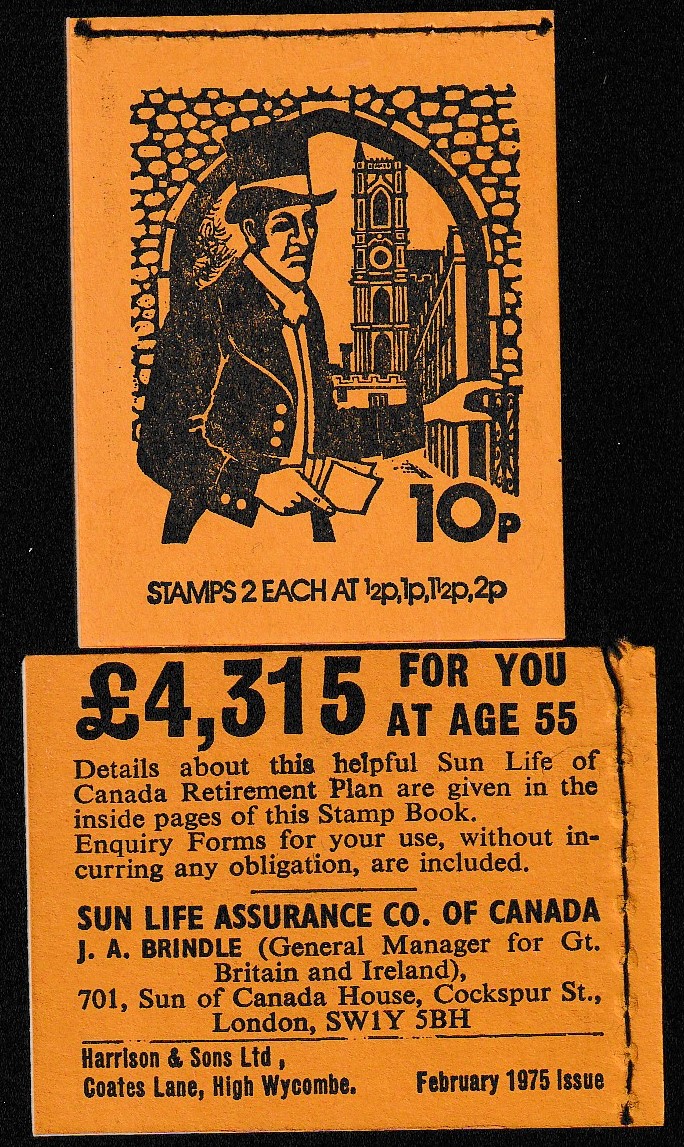 10p
STAMPS 2 EACH AT ½p,1p,1½p,2p
£4,315 FOR YOU
AT AGE 55
Details about this helpful Sun Life of
Canada Retirement Plan are given in the
inside pages of this Stamp Book.
Enquiry Forms for your use, without in-
curring any obligation, are included.
SUN LIFE ASSURANCE CO. OF CANADA
J. A. BRINDLE (General Manager for Gt.
Britain and Ireland),
701, Sun of Canada House, Cockspur St.,
London, SW1Y 5BH
Harrison & Sons Ltd ,
Coates Lane, High Wycombe. February 1975 Issue